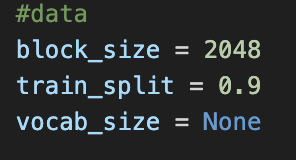 #data
block_size = 2048
train_split = 0.9
vocab_size = None